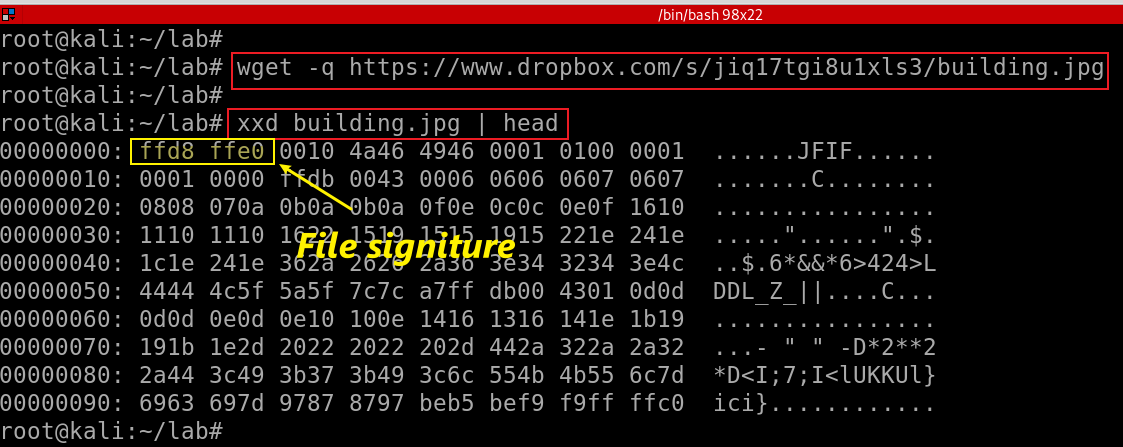 /bin/bash 98x22
root@kali:~/lab#
root@kali:~/lab# wget -q https://www.dropbox.com/s/jiq17tgi8u1xls3/building.jpg
root@kali:~/lab#
root@kali:~/lab# xxd building.jpg | head
00000000: ffd8 ffe0 0010 4a46 4946 0001 0100 0001  ......JFIF......
00000010: 0001 0000 ffdb 0043 0006 0606 0607 0607  .......C........
00000020: 0808 070a 0b0a 0b0a 0f0e 0c0c 0e0f 1610  ................
00000030: 1110 1110 1622 1519 1515 1915 221e 241e  ....."......".$.
File signiture
00000040: 1c1e 241e 362a 2626 2a36 3e34 3234 3e4c  ..$.6*&&*6>424>L
00000050: 4444 4c5f 5a5f 7c7c a7ff db00 4301 0d0d  DDL_Z_||....C...
00000060: 0d0d 0e0d 0e10 100e 1416 1316 141e 1b19  ................
00000070: 191b 1e2d 2022 2022 202d 442a 322a 2a32  ...- " " -D*2**2
00000080: 2a44 3c49 3b37 3b49 3c6c 554b 4b55 6c7d  *D<I;7;I<lUKKUl}
00000090: 6963 697d 9787 8797 beb5 bef9 f9ff ffc0  ici}............
root@kali:~/lab#